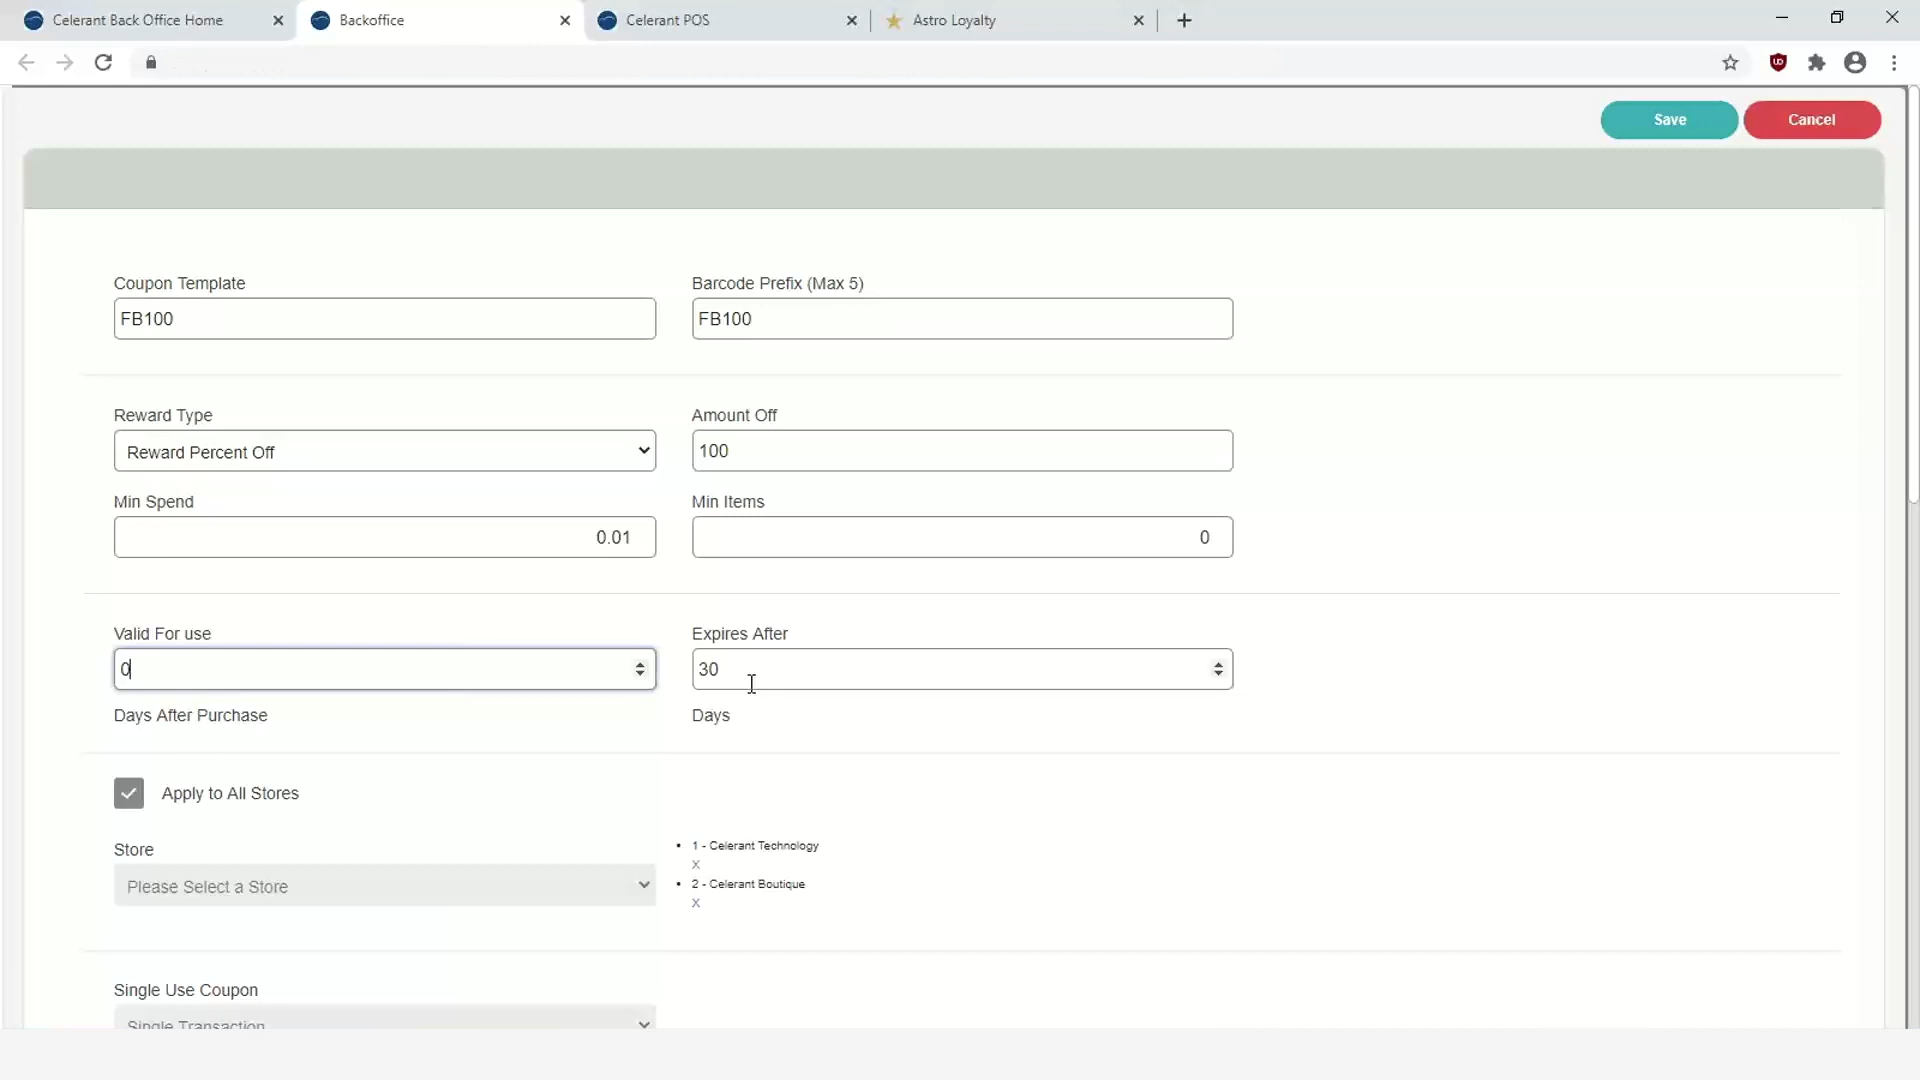 Celerant Back Office Home
Backoffice
Celerant POS
Astro Loyalty
Save
Cancel
Coupon Template
Barcode Prefix (Max 5)
FB100
FB100
Reward Type
Amount Off
Reward Percent Off
100
Min Spend
Min Items
0.01
0
Valid For use
Expires After
0
30
Days After Purchase
Days
Apply to All Stores
Store
Please Select a Store
• 1 - Celerant Technology
X
• 2 - Celerant Boutique
X
Single Use Coupon
Single Transaction